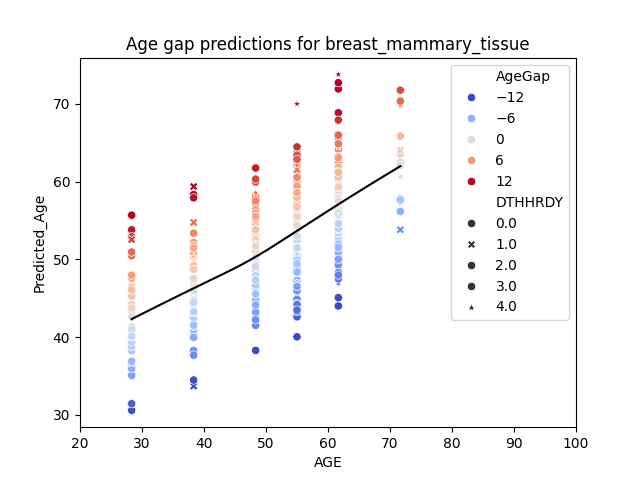 Age gap predictions for breast_mammary_tissue
Predicted_Age
70
60
50
40
30
20 30 40 50 60 70 80 90 100
AGE
AgeGap
−12
−6
0
6
12
DTHHRDY
0.0
1.0
2.0
3.0
4.0